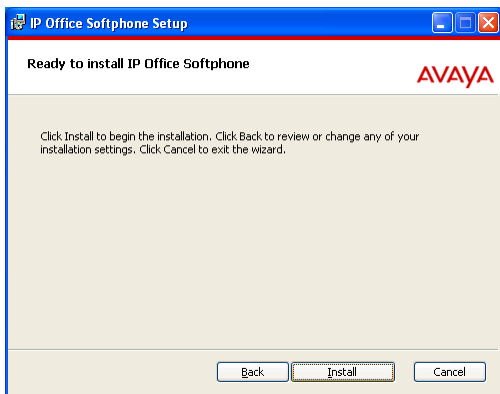 IP Office Softphone Setup
Ready to install IP Office Softphone
AVAYA
Click Install to begin the installation. Click Back to review or change any of your
installation settings. Click Cancel to exit the wizard.
Back
Install
Cancel